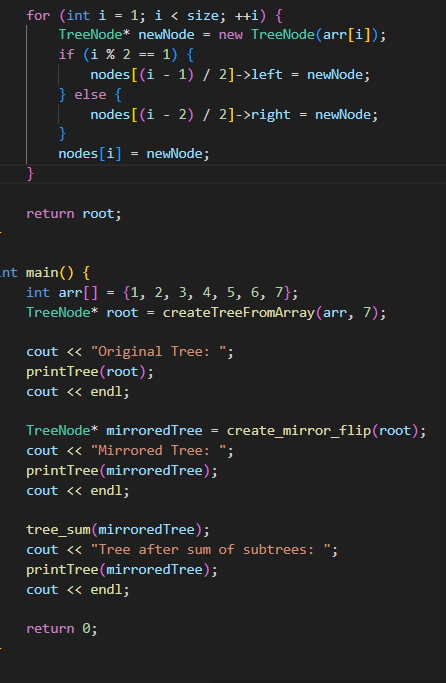 for (int i = 1; i < size; ++i) {
TreeNode* newNode = new TreeNode(arr[i]);
if (i % 2 == 1) {
nodes[(i - 1) / 2]->left = newNode;
} else {
nodes[(i - 2) / 2]->right = newNode;
}
nodes[i] = newNode;
}
return root;
nt main() {
int arr[] = {1, 2, 3, 4, 5, 6, 7};
TreeNode* root = createTreeFromArray(arr, 7);
cout << "Original Tree: ";
printTree(root);
cout << endl;
TreeNode* mirroredTree = create_mirror_flip(root);
cout << "Mirrored Tree: ";
printTree(mirroredTree);
cout << endl;
tree_sum(mirroredTree);
cout << "Tree after sum of subtrees: ";
printTree(mirroredTree);
cout << endl;
return 0;